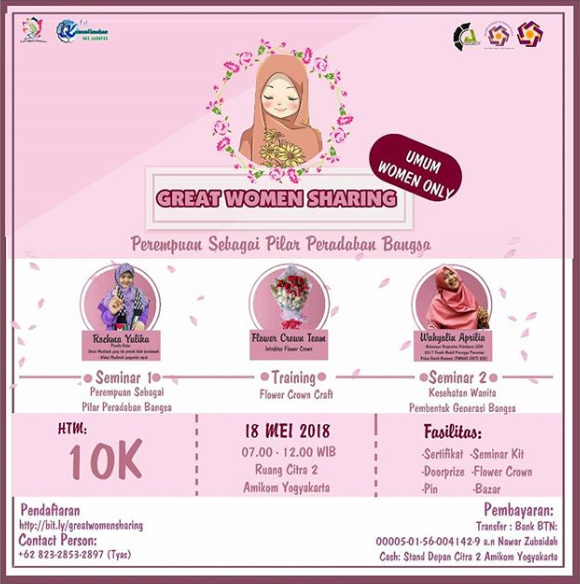 UMUM
WOMEN ONLY
GREAT WOMEN SHARING
Perempuan Sebagai Pilar Peradaban Bangsa
Rochma Yulika
Flower Crown Team
Instruktur Flower Crown
Wahyulin Aprilia
Seminar 1
Perempuan Sebagai
Pilar Peradaban Bangsa
Training
Flower Crown Craft
Seminar 2
Kesehatan Wanita
Pembentuk Generasi Bangsa
HTM:
10K
18 MEI 2018
07.00 - 12.00 WIB
Ruang Citra 2
Amikom Yogyakarta
Fasilitas:
-Sertifikat -Seminar Kit
-Doorprize -Flower Crown
-Pin -Bazar
Pendaftaran
http://bit.ly/greatwomensharing
Contact Person:
+62 823-2853-2897 (Tyas)
Pembayaran:
Transfer : Bank BTN:
00005-01-56-004142-9 a.n Nawar Zubaidah
Cash: Stand Depan Citra 2 Amikom Yogyakarta